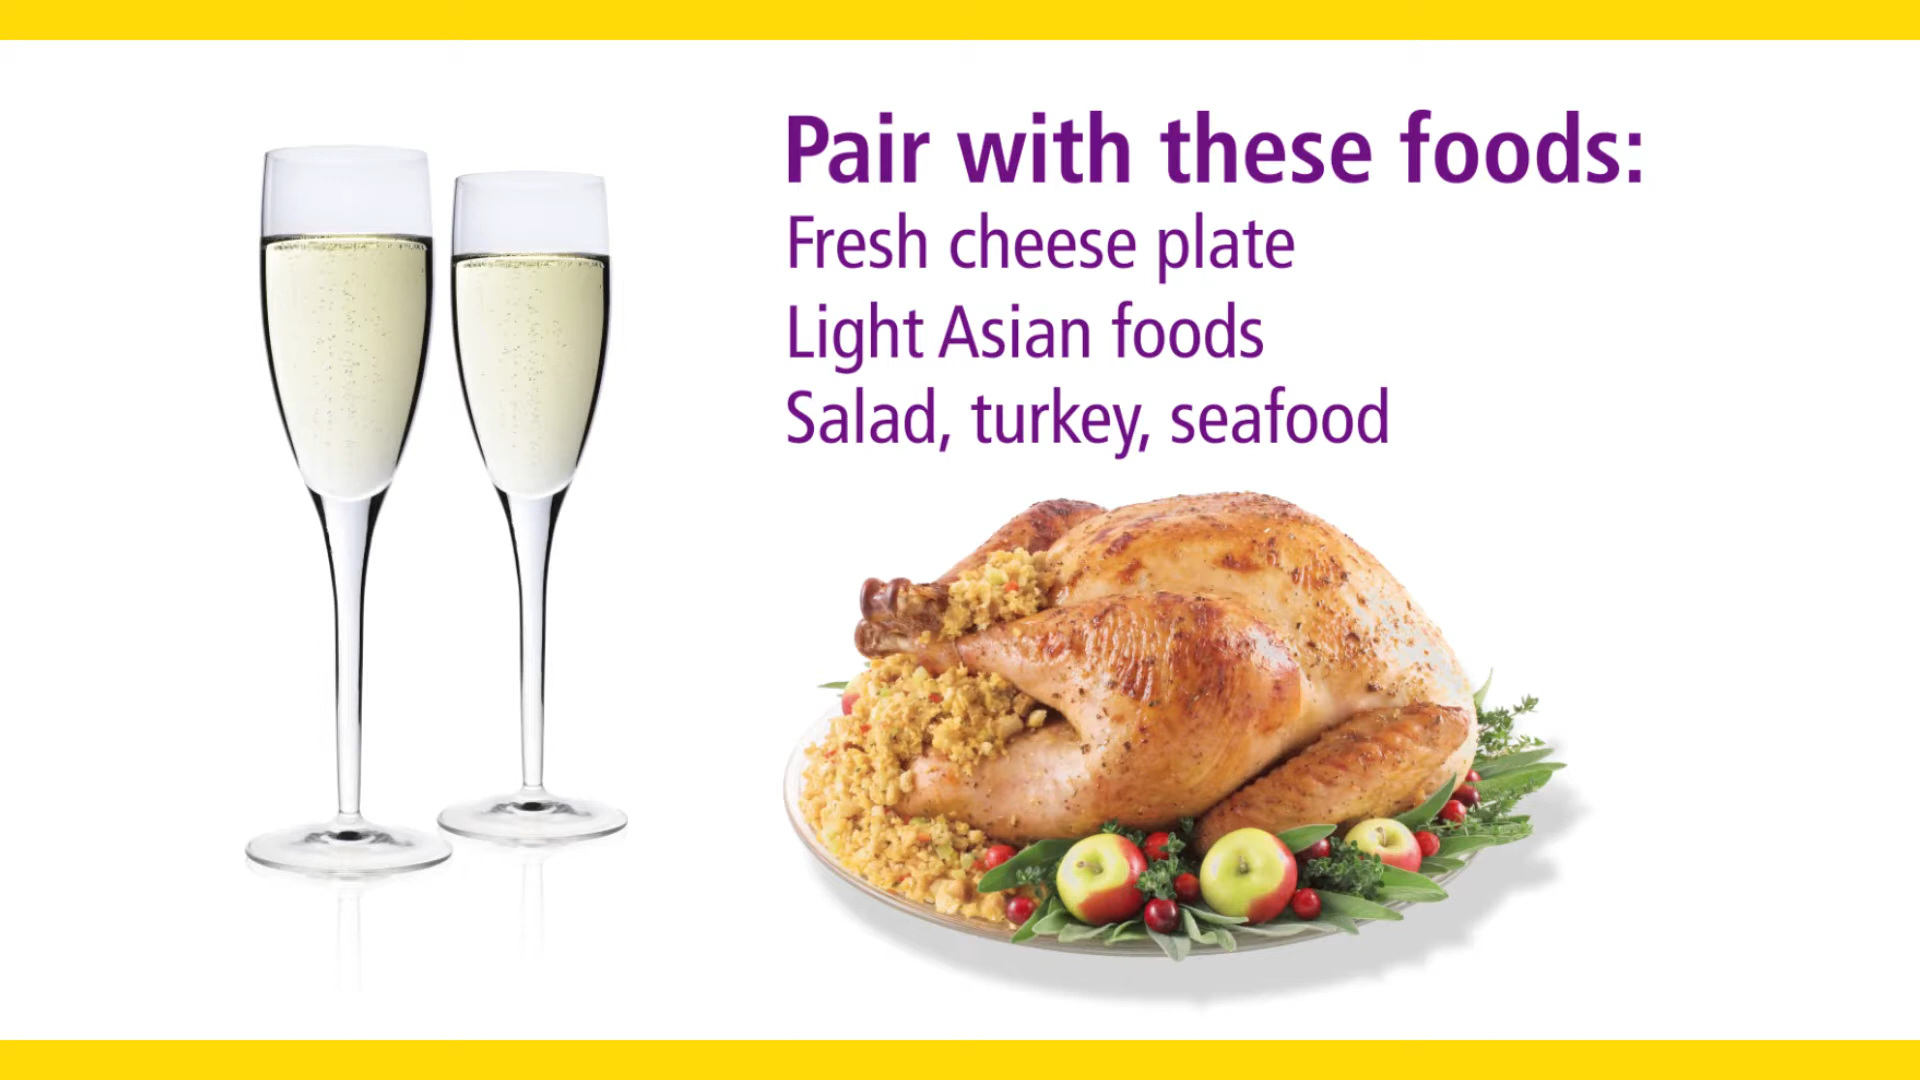 Pair with these foods:
Fresh cheese plate
Light Asian foods
Salad, turkey, seafood